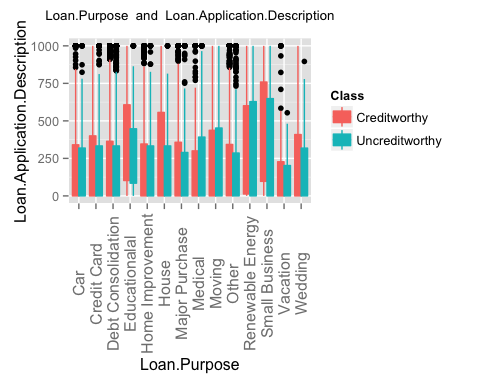 Loan.Purpose and Loan.Application.Description
Loan.Application.Description
1000
750
500
250
0
Class
Creditworthy
Uncreditworthy
Car
Credit Card
Debt Consolidation
Educationalal
Home Improvement
House
Major Purchase
Medical
Moving
Other
Renewable Energy
Small Business
Vacation
Wedding
Loan.Purpose